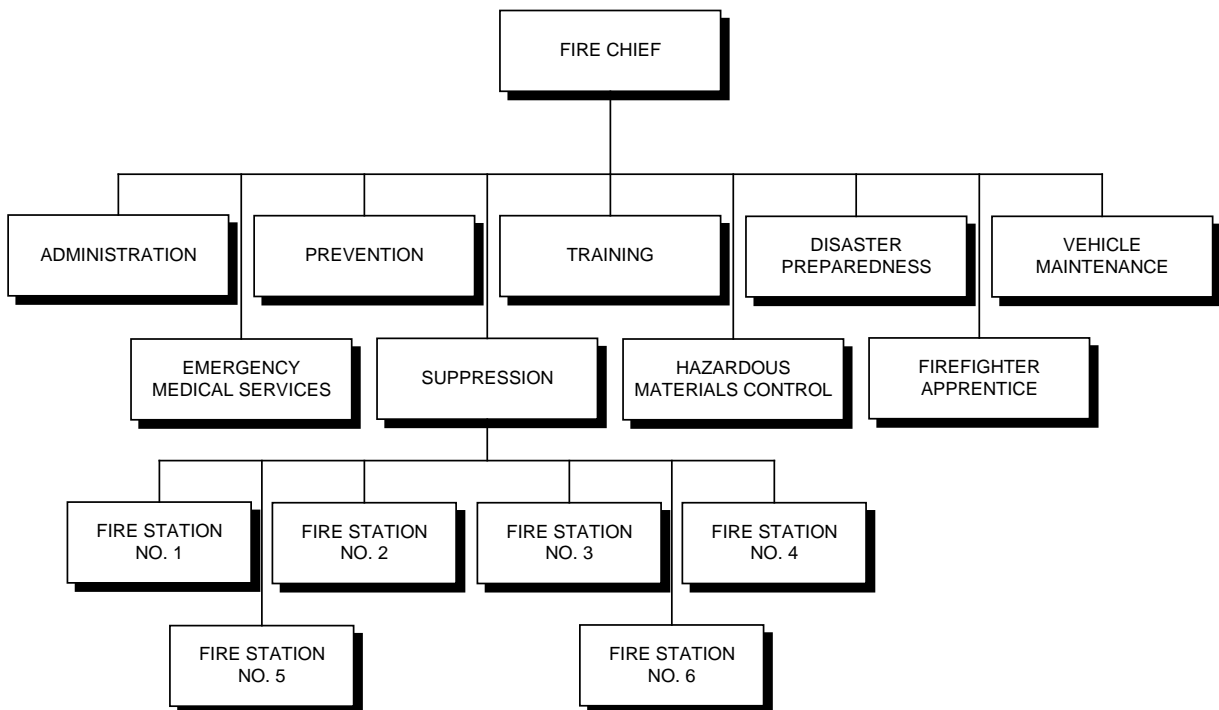 FIRE CHIEF
ADMINISTRATION
PREVENTION
TRAINING
DISASTER
PREPAREDNESS
VEHICLE
MAINTENANCE
EMERGENCY
MEDICAL SERVICES
SUPPRESSION
HAZARDOUS
MATERIALS CONTROL
FIREFIGHTER
APPRENTICE
FIRE STATION
NO. 1
FIRE STATION
NO. 2
FIRE STATION
NO. 3
FIRE STATION
NO. 4
FIRE STATION
NO. 5
FIRE STATION
NO. 6